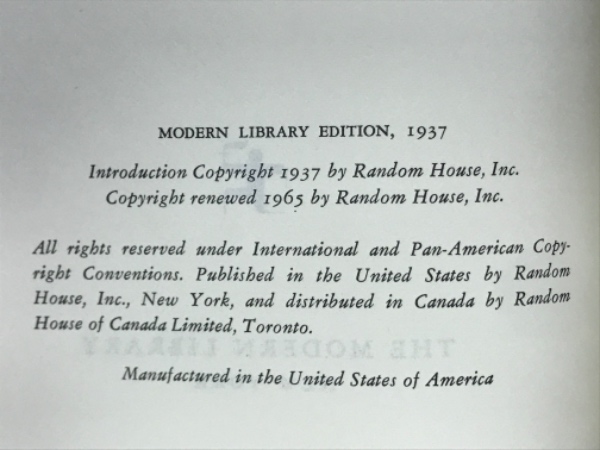 MODERN LIBRARY EDITION, 1937
Introduction Copyright 1937 by Random House, Inc.
Copyright renewed 1965 by Random House, Inc.
All rights reserved under International and Pan-American Copy-
right Conventions. Published in the United States by Random
House, Inc., New York, and distributed in Canada by Random
House of Canada Limited, Toronto.
THE MODERN LIBRARY
Manufactured in the United States of America